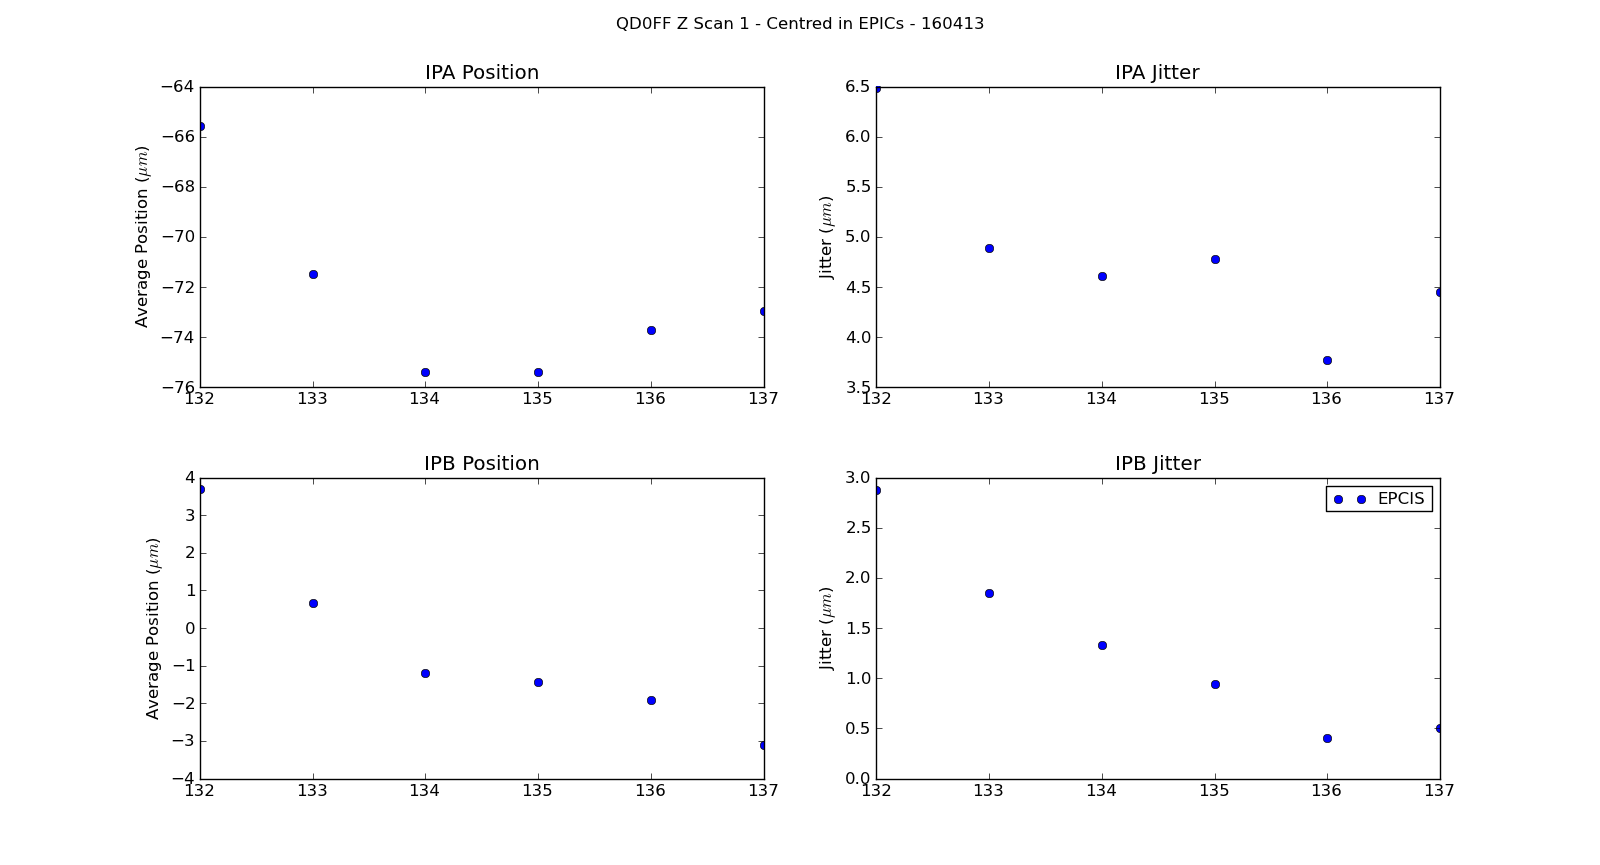 QD0FF Z Scan 1 - Centred in EPICs - 160413
IPA Position
−64
−66
−68
−70
−72
−74
−76
Average Position (μm)
132 133 134 135 136 137
IPA Jitter
6.5
6.0
5.5
5.0
4.5
4.0
3.5
Jitter (μm)
132 133 134 135 136 137
IPB Position
4
3
2
1
0
−1
−2
−3
−4
Average Position (μm)
132 133 134 135 136 137
IPB Jitter
3.0
2.5
2.0
1.5
1.0
0.5
0.0
Jitter (μm)
EPCIS
132 133 134 135 136 137